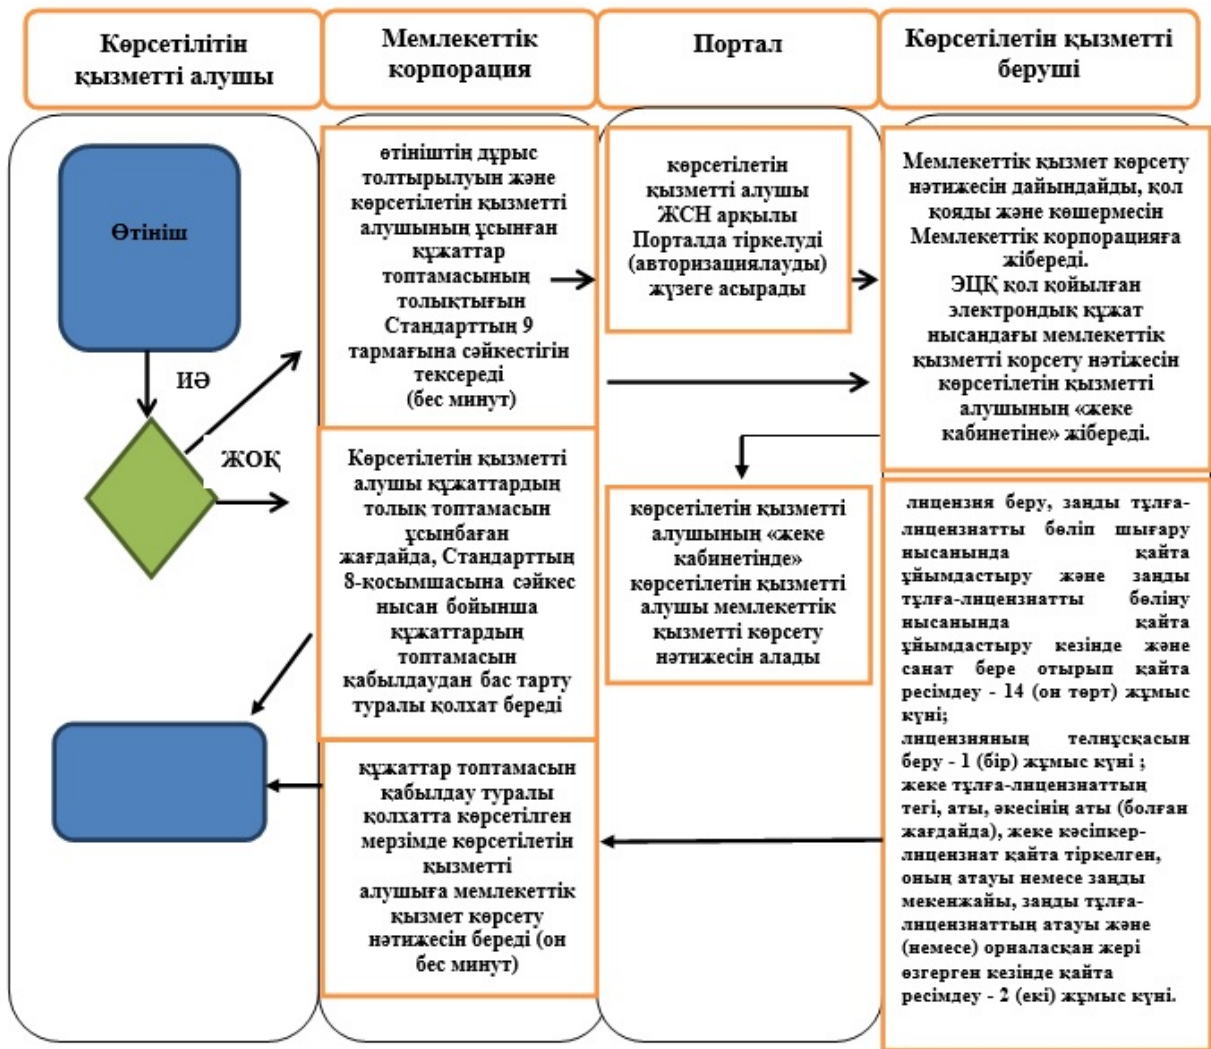 Көрсетілітін
қызметті алушы
Мемлекеттік
корпорация
Портал
Көрсетілетін қызметті
беруші
Өтініш
ИӘ
ЖОҚ
өтініштің дұрыс
толтырылуын және
көрсетілетін қызметті
алушының ұсынған
құжаттар
топтамасының
толықтығын
Стандарттың 9
тармағына сәйкестігін
тексереді
(бес минут)
Көрсетілетін қызметті
алушы құжаттардың
толық топтамасын
ұсынбаған
жағдайда, Стандарттың
8-қосымшасына сәйкес
нысан бойынша
құжаттардың
топтамасын
қабылдаудан бас тарту
туралы қолхат береді
құжаттар топтамасын
қабылдау туралы
қолхатта көрсетілген
мерзімде көрсетілетін
қызметті
алушыға мемлекеттік
қызмет көрсету
нәтижесін береді (он
бес минут)
көрсетілетін
қызметті алушы
ЖСН арқылы
Порталда тіркелуді
(авторизациялауды)
жүзеге асырады
көрсетілетін қызметті
алушының «жеке
кабинетінде»
көрсетілетін қызметті
алушы мемлекеттік
қызметті көрсету
нәтижесін алады
Мемлекеттік қызмет көрсету
нәтижесін дайындайды, қол
қояды және көшермесін
Мемлекеттік корпорацияға
жібереді.
ЭЦҚ қол қойылған
электрондық құжат
нысандағы мемлекеттік
қызметті корсету нәтіжесін
көрсетілетін қызметті
алушының «жеке
кабинетіне» жібереді.
лицензия беру, заңды тұлға-
лицензиатты бөліп шығару
нысанында қайта
ұйымдастыру және заңды
тұлға-лицензиатты бөліну
нысанында қайта
ұйымдастыру кезінде және
санат бере отырып қайта
ресімдеу - 14 (он төрт) жұмыс
күні;
лицензияның телнұсқасын
беру - 1 (бір) жұмыс күні ;
жеке тұлға-лицензиаттың
тегі, аты, әкесінің аты (болған
жағдайда), жеке кәсіпкер-
лицензиат қайта тіркелген,
оның атауы немесе заңды
мекенжайы, заңды тұлға-
лицензиаттың атауы және
(немесе) орналасқан жері
өзгерген кезінде қайта
ресімдеу - 2 (екі) жұмыс күні.